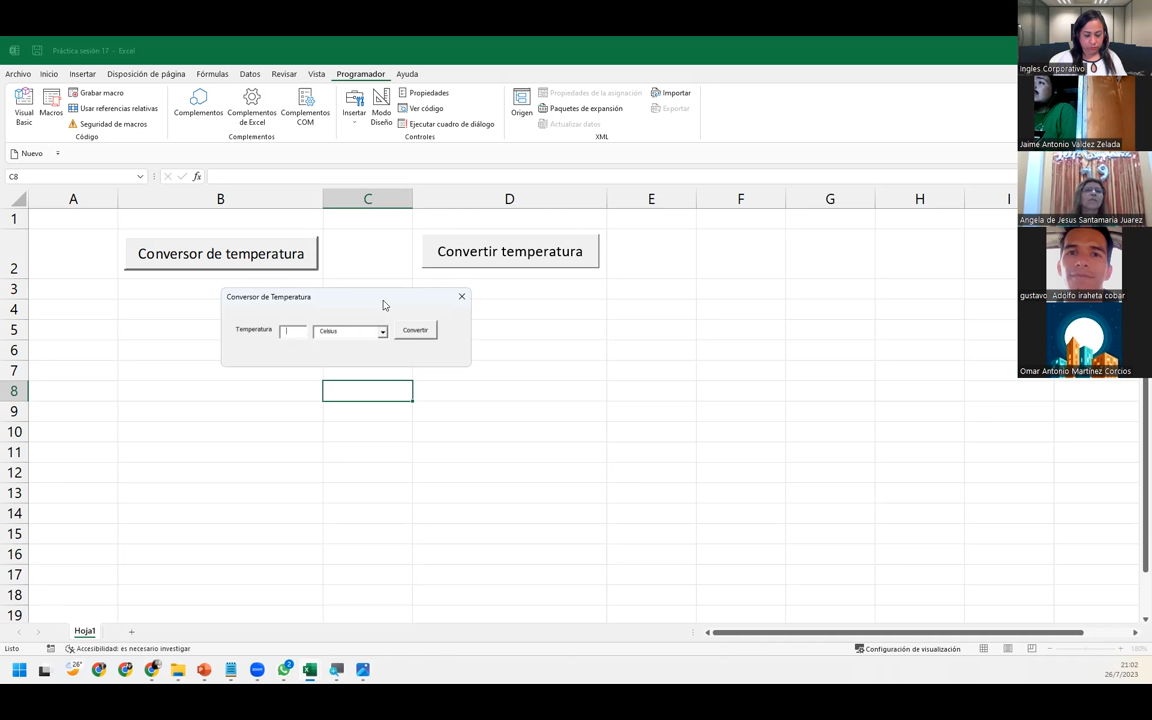 Práctica sesión 17 - Excel
Archivo Inicio Insertar Disposición de página Fórmulas Datos Revisar Vista Programador Ayuda
Visual Basic
Macros
Grabar macro
Usar referencias relativas
Seguridad de macros
Código
Complementos
Complementos de Excel
Complementos COM
Complementos
Insertar
Modo Diseño
Propiedades
Ver código
Ejecutar cuadro de diálogo
Controles
Origen
Propiedades de la asignación
Paquetes de expansión
Actualizar datos
Importar
Exportar
XML
Nuevo
C8
fx
A B C D E F G H I
1
2
Conversor de temperatura
Convertir temperatura
3
Conversor de Temperatura
4
5
Temperatura
Celsius
Convertir
6
7
8
9
10
11
12
13
14
15
16
17
18
19
Hoja1
Listo
Accesibilidad: es necesario investigar
Configuración de visualización
180%
26°
2
21:02
26/7/2023
Ingles Corporativo
Jaime Antonio Valdez Zelada
Angela de Jesus Santamaria Juarez
gustavo Adolfo iraheta cobar
Omar Antonio Martínez Corcios